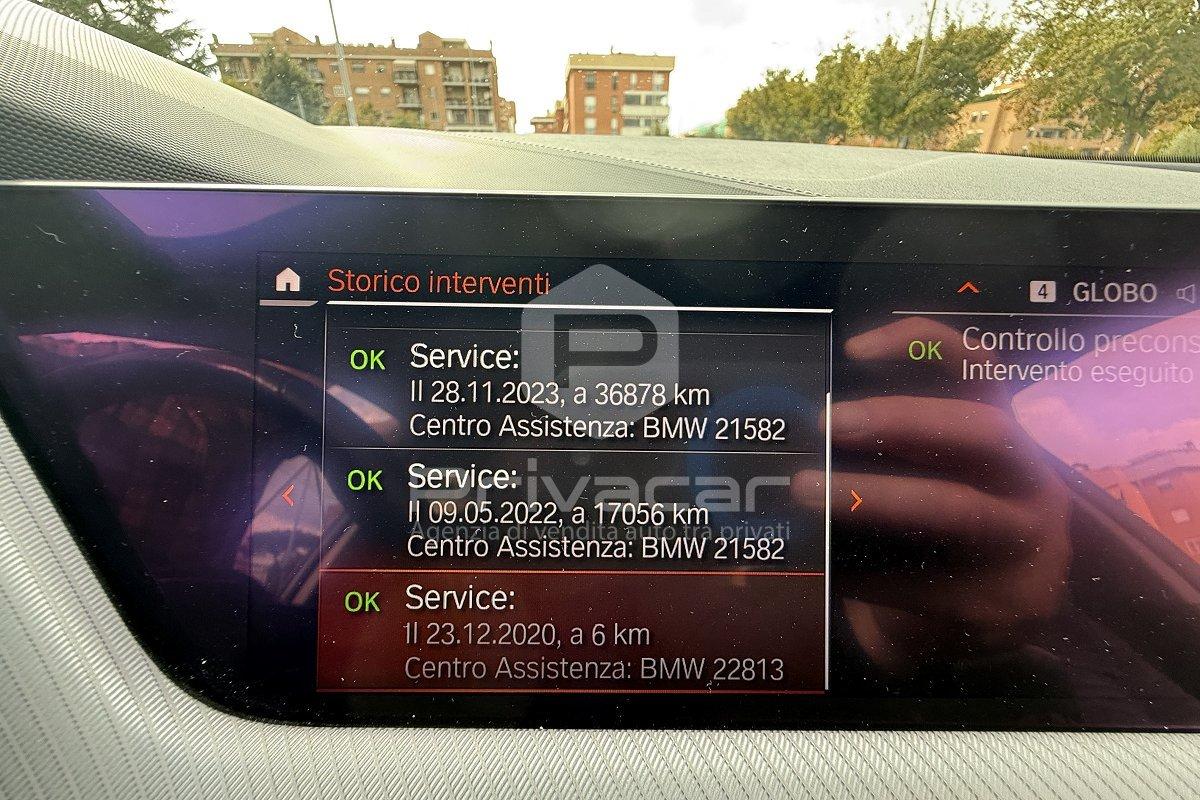 Storico interventi
4 GLOBO
OK Service:
Il 28.11.2023, a 36878 km
Centro Assistenza: BMW 21582
OK Service:
Il 09.05.2022, a 17056 km
Centro Assistenza: BMW 21582
OK Service:
Il 23.12.2020, a 6 km
Centro Assistenza: BMW 22813
OK Controllo precons
Intervento eseguito
P
Privacar
Agenzia di vendita auto tra privati